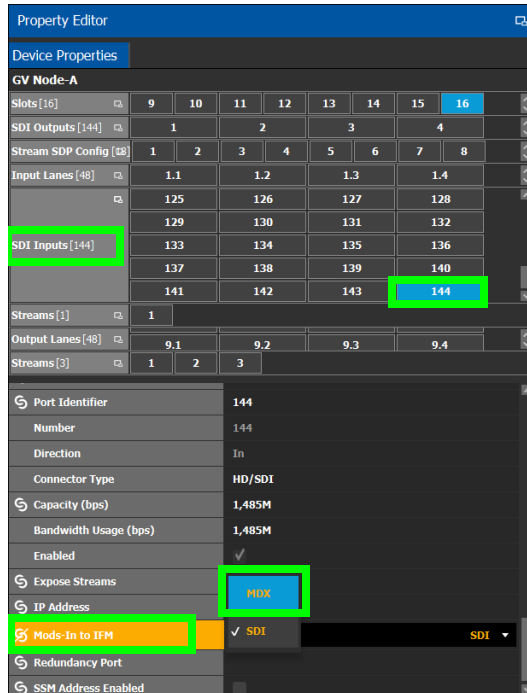 Property Editor
Device Properties
GV Node-A
Slots [16] 9 10 11 12 13 14 15 16
SDI Outputs [144] 1 2 3 4
Stream SDP Config [18] 1 2 3 4 5 6 7 8
Input Lanes [48] 1.1 1.2 1.3 1.4
125 126 127 128
129 130 131 132
SDI Inputs [144] 133 134 135 136
137 138 139 140
141 142 143 144
Streams [1] 1
Output Lanes [48] 9.1 9.2 9.3 9.4
Streams [3] 1 2 3
Port Identifier 144
Number 144
Direction In
Connector Type HD/SDI
Capacity (bps) 1,485M
Bandwidth Usage (bps) 1,485M
Enabled
Expose Streams
MDX
IP Address
Mods-In to IFM ✓ SDI SDI
Redundancy Port
SSM Address Enabled